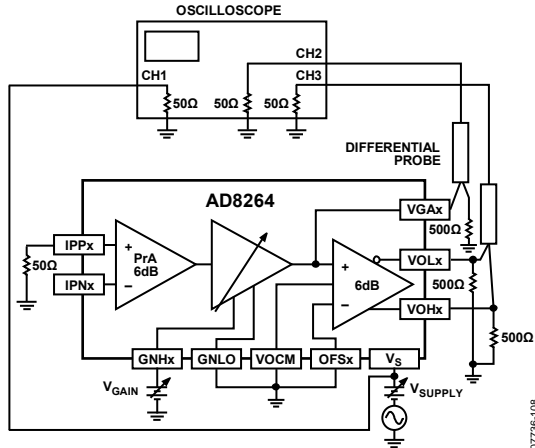 OSCILLOSCOPE
CH2
CH3
CH1
50Ω
50Ω
50Ω
DIFFERENTIAL
PROBE
AD8264
VGAx
500Ω
IPPx
50Ω
IPNx
+
PrA
6dB
−
+
6dB
−
VOLx
500Ω
VOHx
500Ω
GNHx
GNLO
VOCM
OFSx
VS
VGAIN
VSUPPLY
07736-108